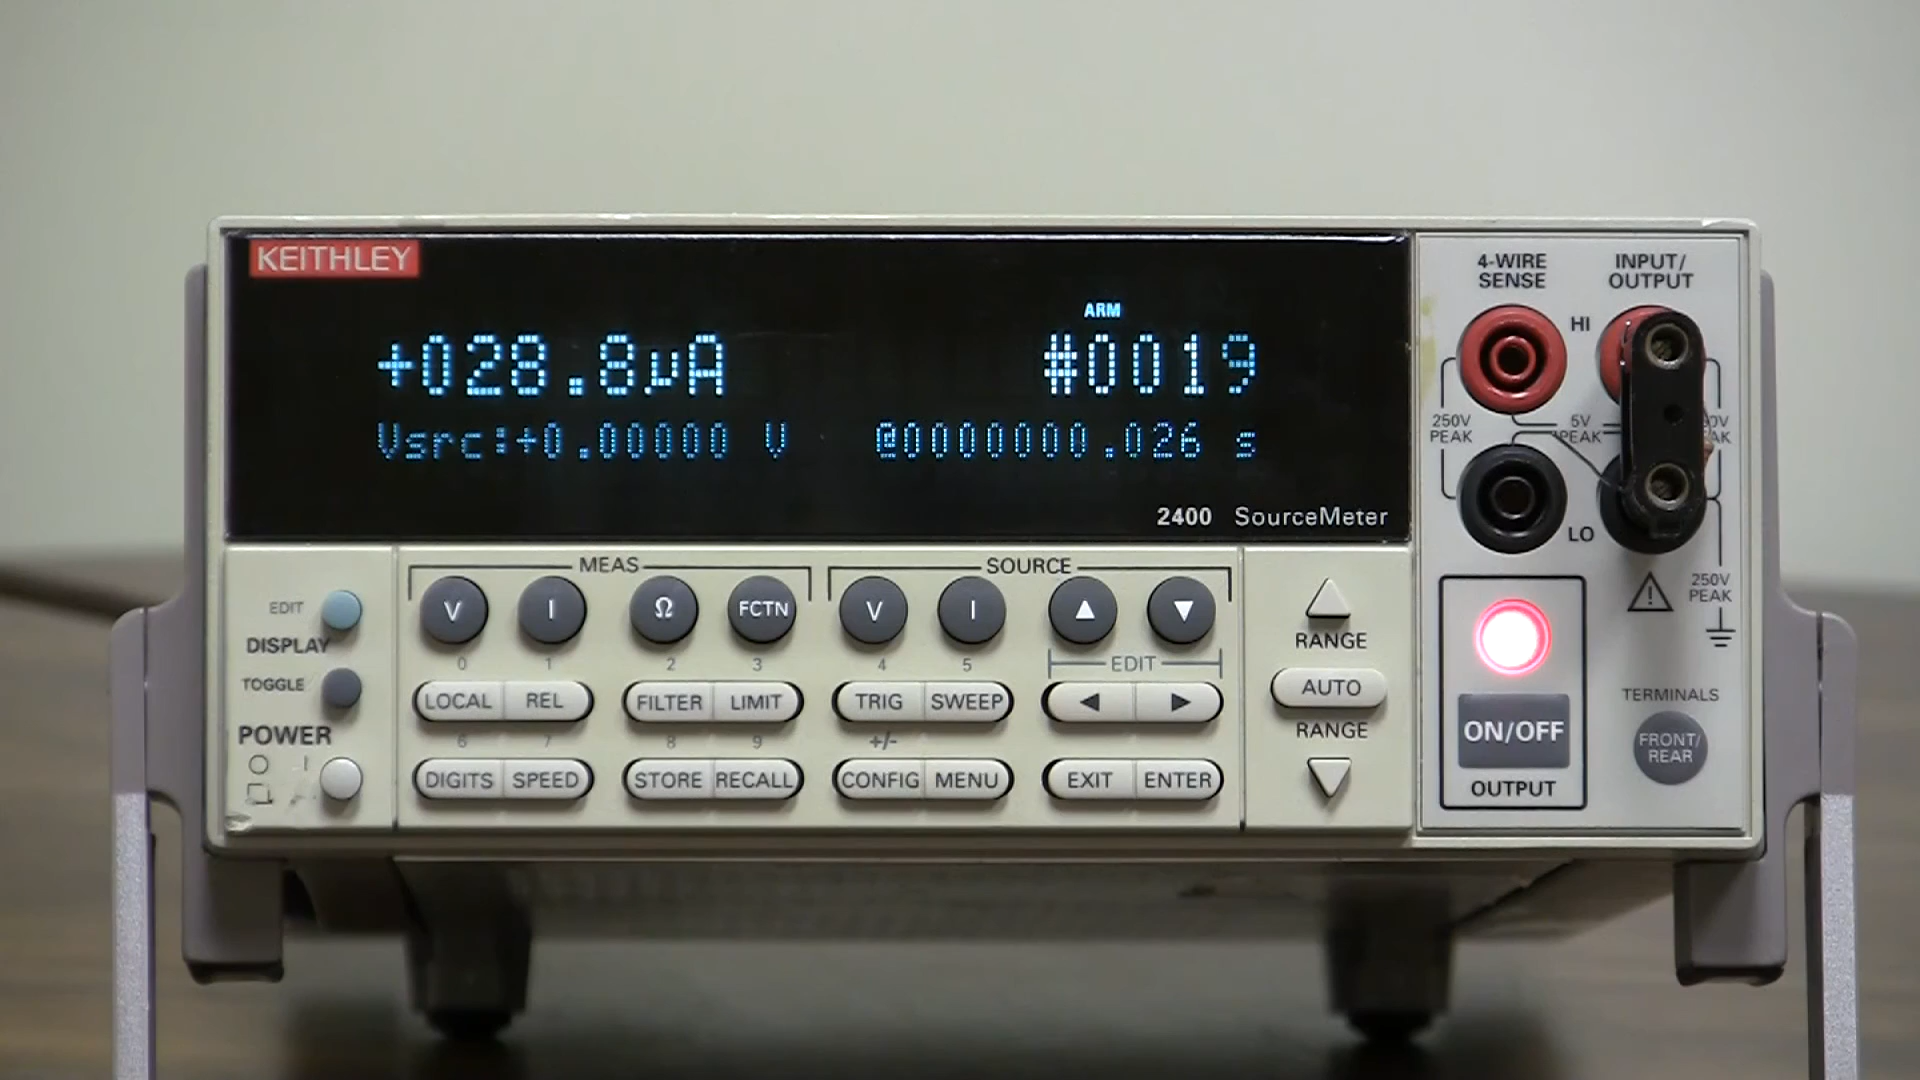 KEITHLEY
ARM
+028.8µA #0019
Vsrc:+0.00000 V @0000000.026 s
2400 SourceMeter
4-WIRE SENSE
INPUT/ OUTPUT
HI
250V PEAK
5V PEAK
LO
250V PEAK
MEAS
SOURCE
EDIT
DISPLAY
TOGGLE
POWER
V I Ω FCTN V I ▲ ▼
0 1 2 3 4 5
EDIT
LOCAL REL FILTER LIMIT TRIG SWEEP ◀ ▶
6 7 8 9 +/-
DIGITS SPEED STORE RECALL CONFIG MENU EXIT ENTER
RANGE
AUTO
RANGE
ON/OFF
OUTPUT
TERMINALS
FRONT/ REAR